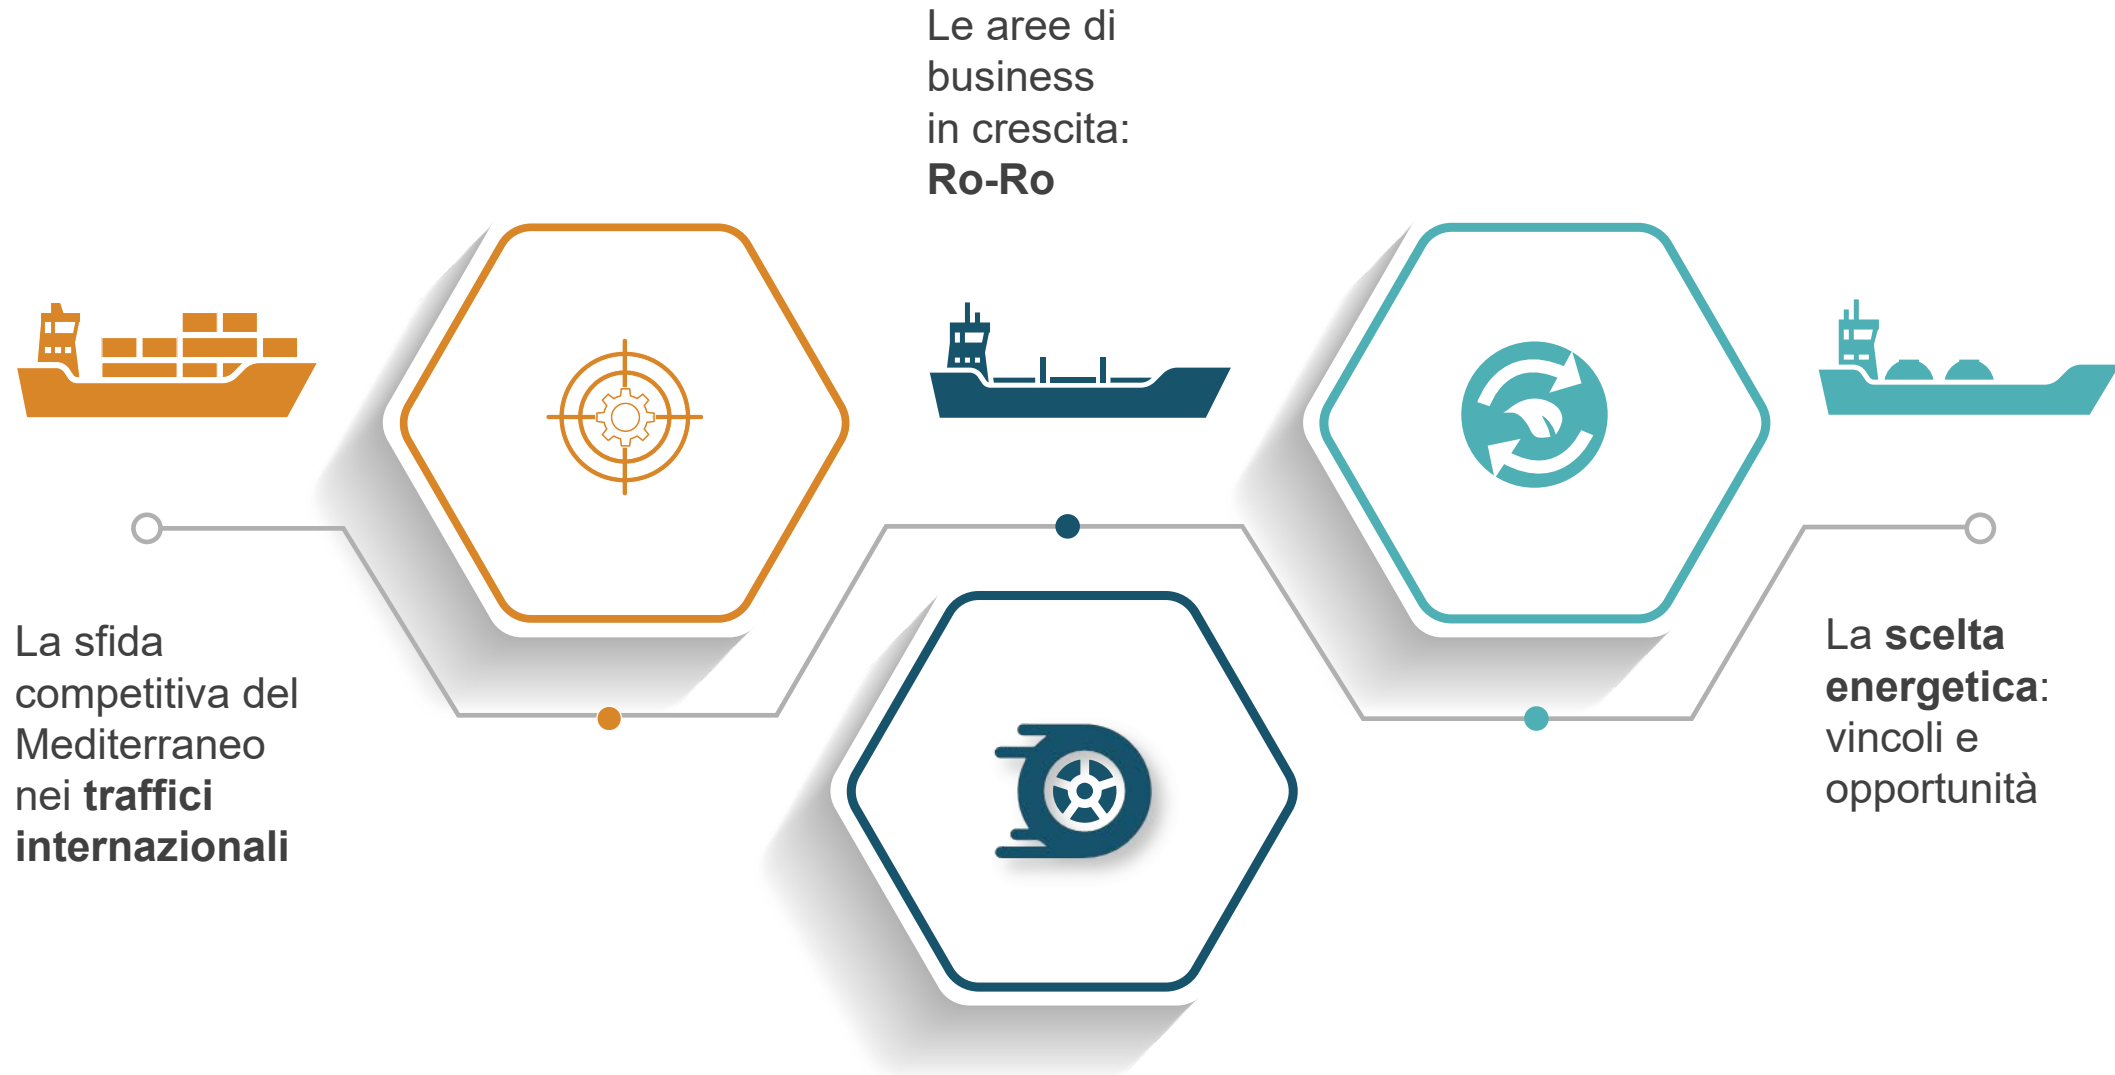 Le aree di
business
in crescita:
Ro-Ro
La sfida
competitiva del
Mediterraneo
nei traffici
internazionali
La scelta
energetica:
vincoli e
opportunità